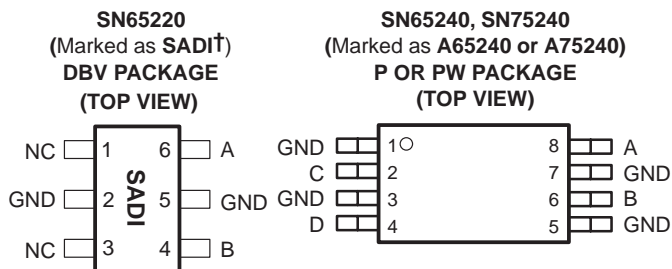 SN65220
(Marked as SADI†)
DBV PACKAGE
(TOP VIEW)
NC 1 6 A
GND 2 5 GND
NC 3 4 B
SADI
SN65240, SN75240
(Marked as A65240 or A75240)
P OR PW PACKAGE
(TOP VIEW)
GND 1 8 A
C 2 7 GND
GND 3 6 B
D 4 5 GND